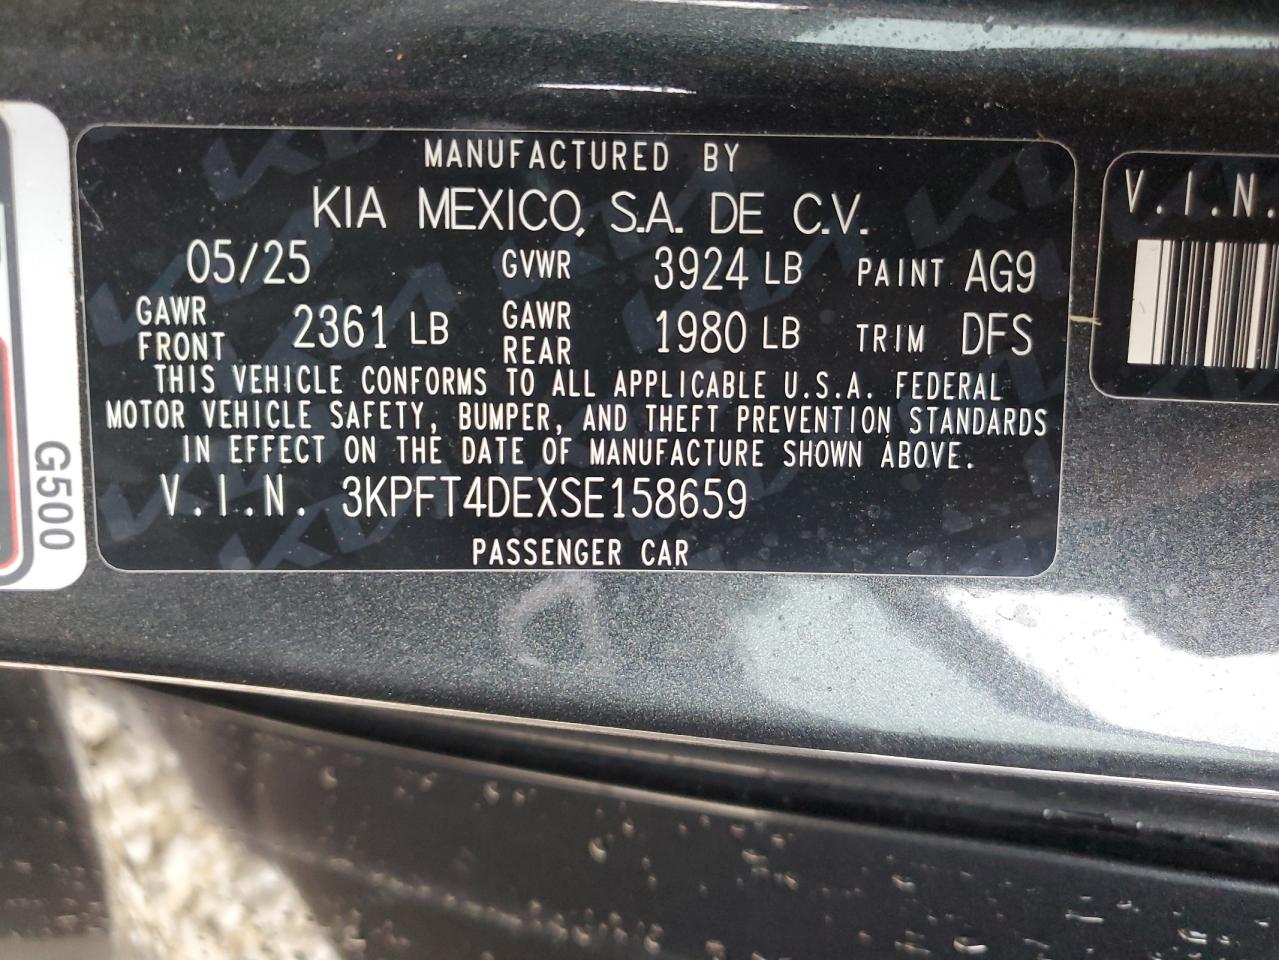 MANUFACTURED BY
KIA MEXICO, S.A. DE C.V.
05/25 GVWR 3924 LB PAINT AG9
GAWR FRONT 2361 LB GAWR REAR 1980 LB TRIM DFS
THIS VEHICLE CONFORMS TO ALL APPLICABLE U.S.A. FEDERAL
MOTOR VEHICLE SAFETY, BUMPER, AND THEFT PREVENTION STANDARDS
IN EFFECT ON THE DATE OF MANUFACTURE SHOWN ABOVE.
V.I.N. 3KPFT4DEXSE158659
PASSENGER CAR
V.I.N.
G500